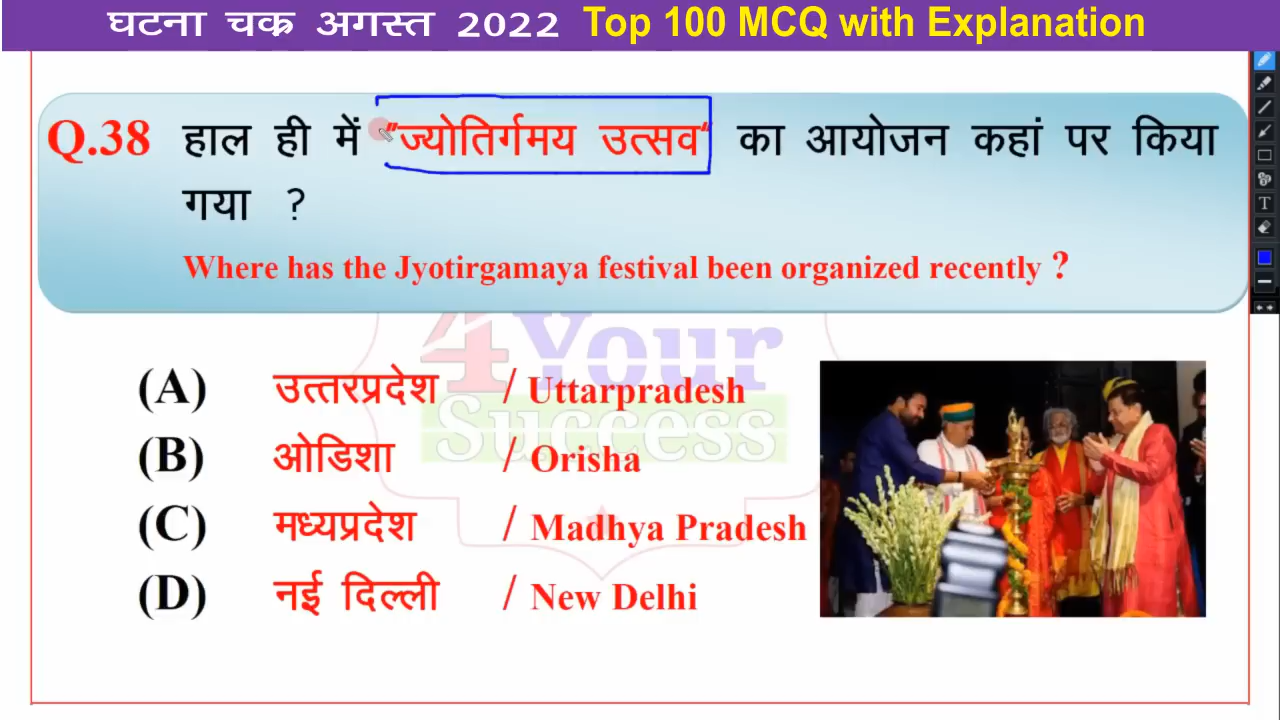 घटना चक्र अगस्त 2022 Top 100 MCQ with Explanation
Q.38 हाल ही में "ज्योतिर्गमय उत्सव" का आयोजन कहां पर किया
गया ?
Where has the Jyotirgamaya festival been organized recently ?
4Your
Success
(A) उत्तरप्रदेश / Uttarpradesh
(B) ओडिशा / Orisha
(C) मध्यप्रदेश / Madhya Pradesh
(D) नई दिल्ली / New Delhi
T